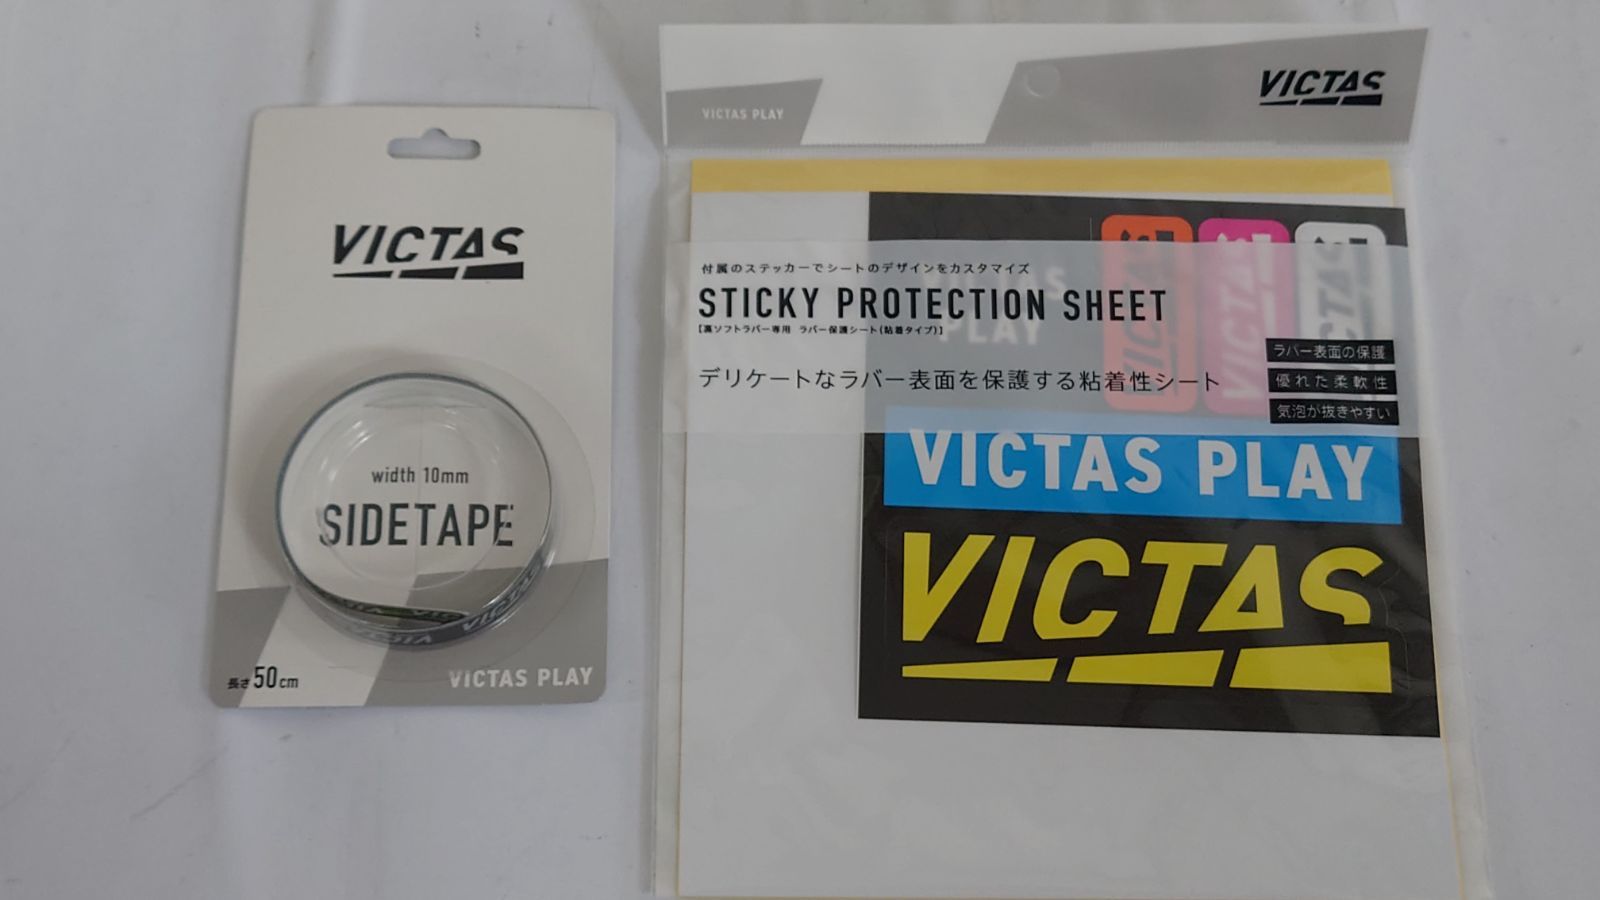 VICTAS
width 10mm
SIDETAPE
長さ50cm
VICTAS PLAY
VICTAS PLAY
VICTAS
付属のステッカーでシートのデザインをカスタマイズ
STICKY PROTECTION SHEET
[裏ソフトラバー専用 ラバー保護シート(粘着タイプ)]
デリケートなラバー表面を保護する粘着性シート
ラバー表面の保護
優れた柔軟性
気泡が抜きやすい
PLAY
VICTAS
VICTAS
VICTAS
VICTAS PLAY
VICTAS
VICTAS